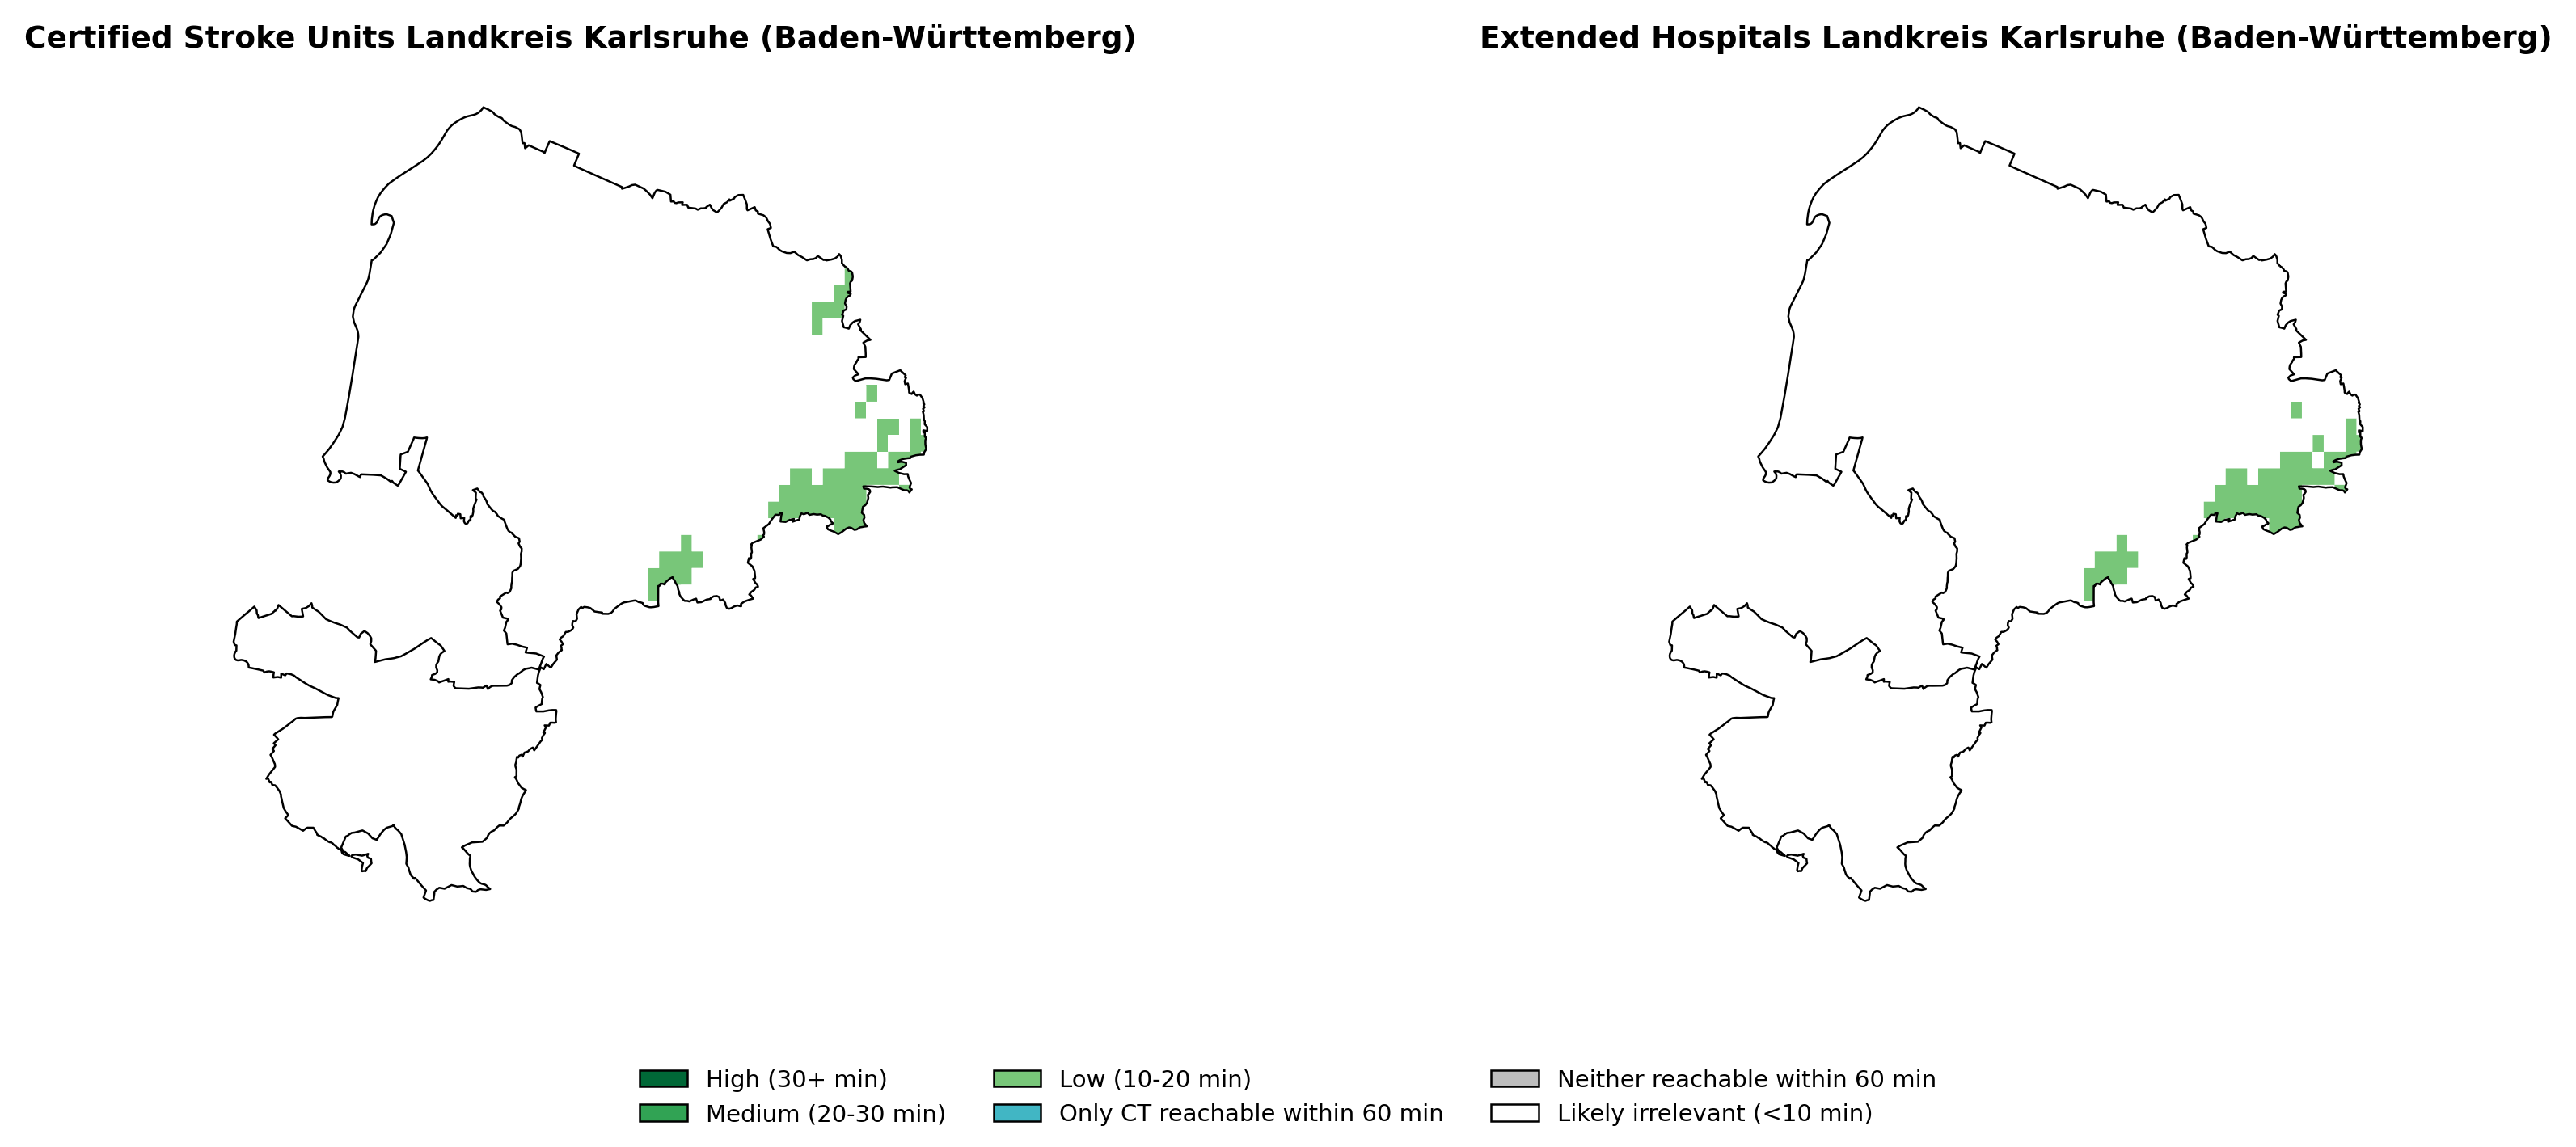 Certified Stroke Units Landkreis Karlsruhe (Baden-Württemberg)
Extended Hospitals Landkreis Karlsruhe (Baden-Württemberg)
High (30+ min)
Medium (20-30 min)
Low (10-20 min)
Only CT reachable within 60 min
Neither reachable within 60 min
Likely irrelevant (<10 min)